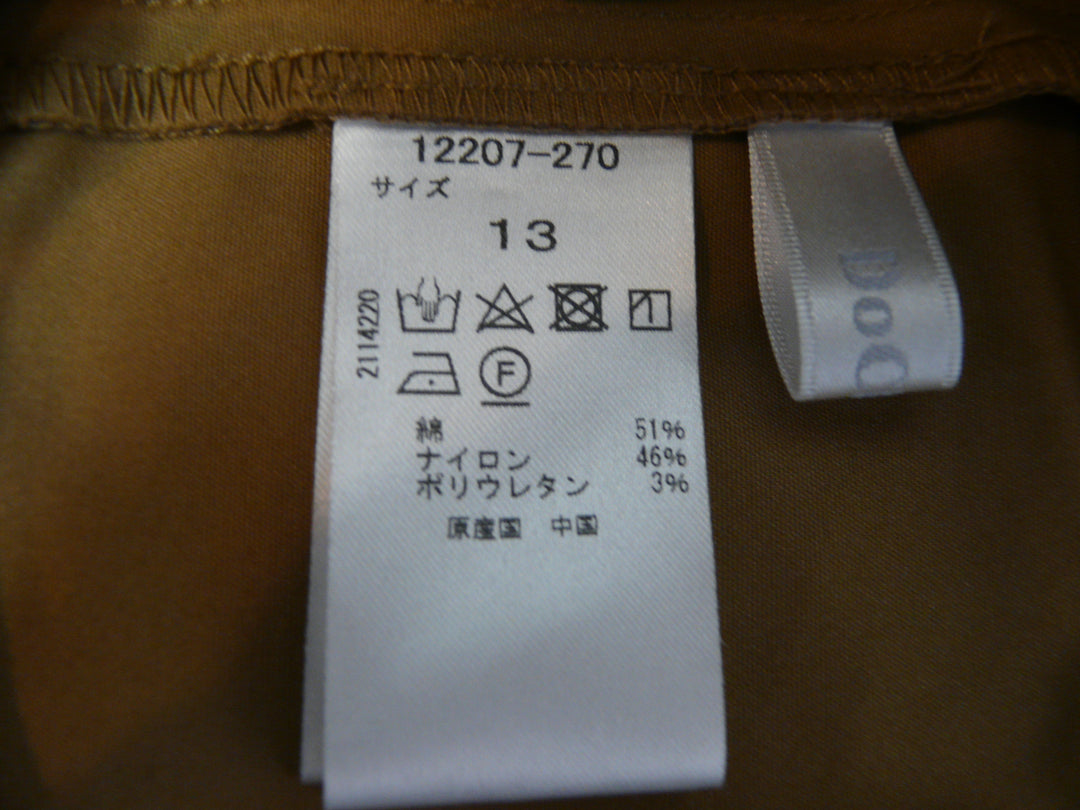 12207-270
サイズ
13
2114220
F
綿 51%
ナイロン 46%
ポリウレタン 3%
原産国 中国